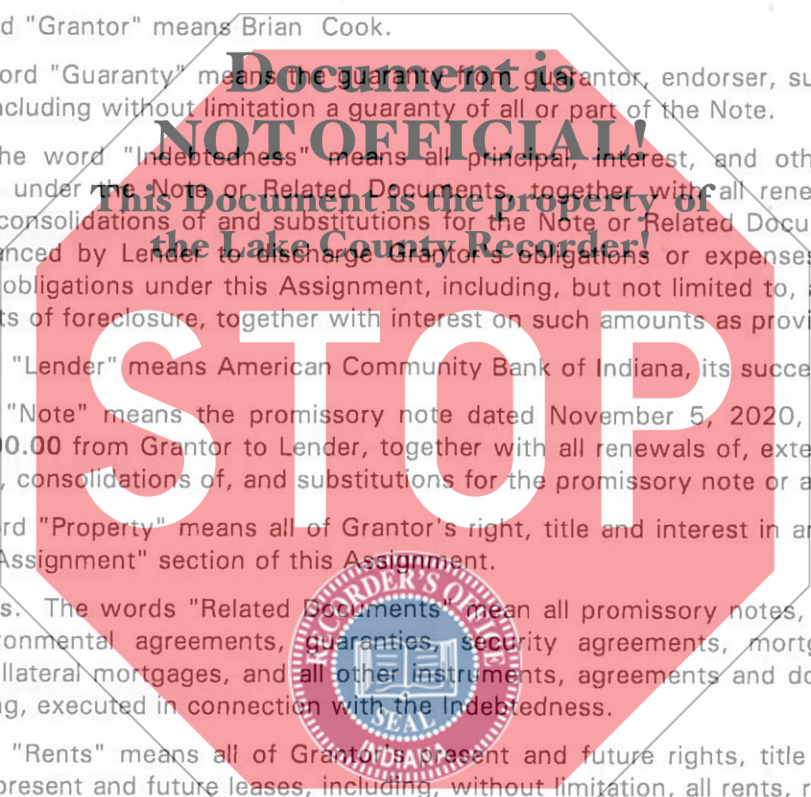 d "Grantor" means Brian Cook.
Document is
ord "Guaranty" means the guaranty from guarantor, endorser, su
ncluding without limitation a guaranty of all or part of the Note.
NOT OFFICIAL!
he word "Indebtedness" means all principal, interest, and oth
under the Note or Related Documents, together with all rene
This Document is the property of
consolidations of and substitutions for the Note or Related Docu
the Lake County Recorder!
nced by Lender to discharge Grantor's obligations or expenses
obligations under this Assignment, including, but not limited to,
ts of foreclosure, together with interest on such amounts as provi
STOP
"Lender" means American Community Bank of Indiana, its succe
"Note" means the promissory note dated November 5, 2020,
00.00 from Grantor to Lender, together with all renewals of, exte
, consolidations of, and substitutions for the promissory note or a
rd "Property" means all of Grantor's right, title and interest in an
Assignment" section of this Assignment.
RECORDER'S OFFICE
s. The words "Related Documents" mean all promissory notes,
ronmental agreements, guaranties, security agreements, mortg
llateral mortgages, and all other instruments, agreements and do
ng, executed in connection with the Indebtedness.
SEAL
INDIANA
"Rents" means all of Grantor's present and future rights, title
present and future leases, including, without limitation, all rents, r